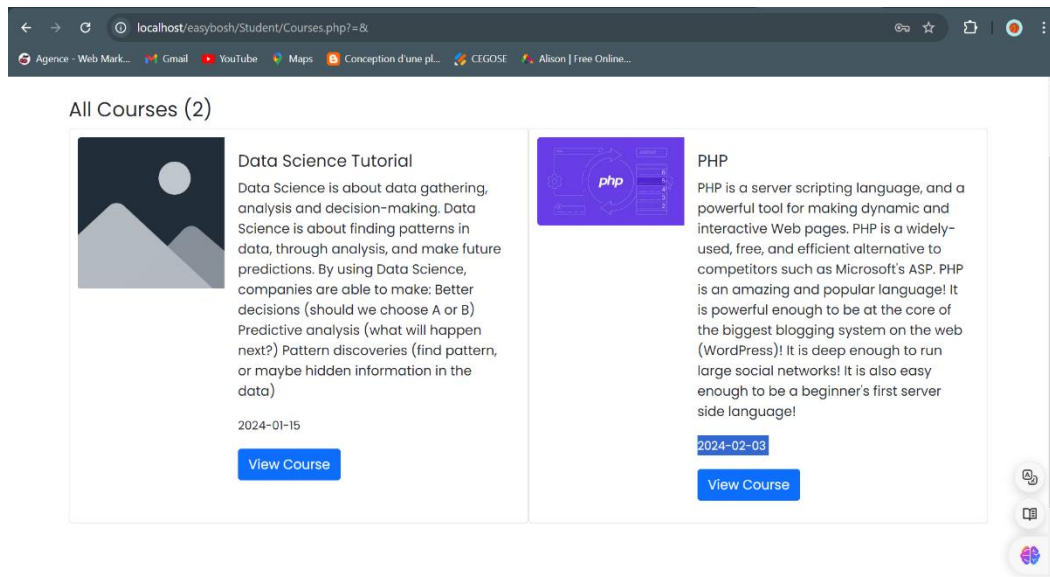 localhost/easybosh/Student/Courses.php?=&
Agence - Web Mark...
Gmail
YouTube
Maps
Conception d'une pl...
CEGOSE
Alison | Free Online...
All Courses (2)
Data Science Tutorial
Data Science is about data gathering,
analysis and decision-making. Data
Science is about finding patterns in
data, through analysis, and make future
predictions. By using Data Science,
companies are able to make: Better
decisions (should we choose A or B)
Predictive analysis (what will happen
next?) Pattern discoveries (find pattern,
or maybe hidden information in the
data)
2024-01-15
View Course
php
PHP
PHP is a server scripting language, and a
powerful tool for making dynamic and
interactive Web pages. PHP is a widely-
used, free, and efficient alternative to
competitors such as Microsoft's ASP. PHP
is an amazing and popular language! It
is powerful enough to be at the core of
the biggest blogging system on the web
(WordPress)! It is deep enough to run
large social networks! It is also easy
enough to be a beginner's first server
side language!
2024-02-03
View Course